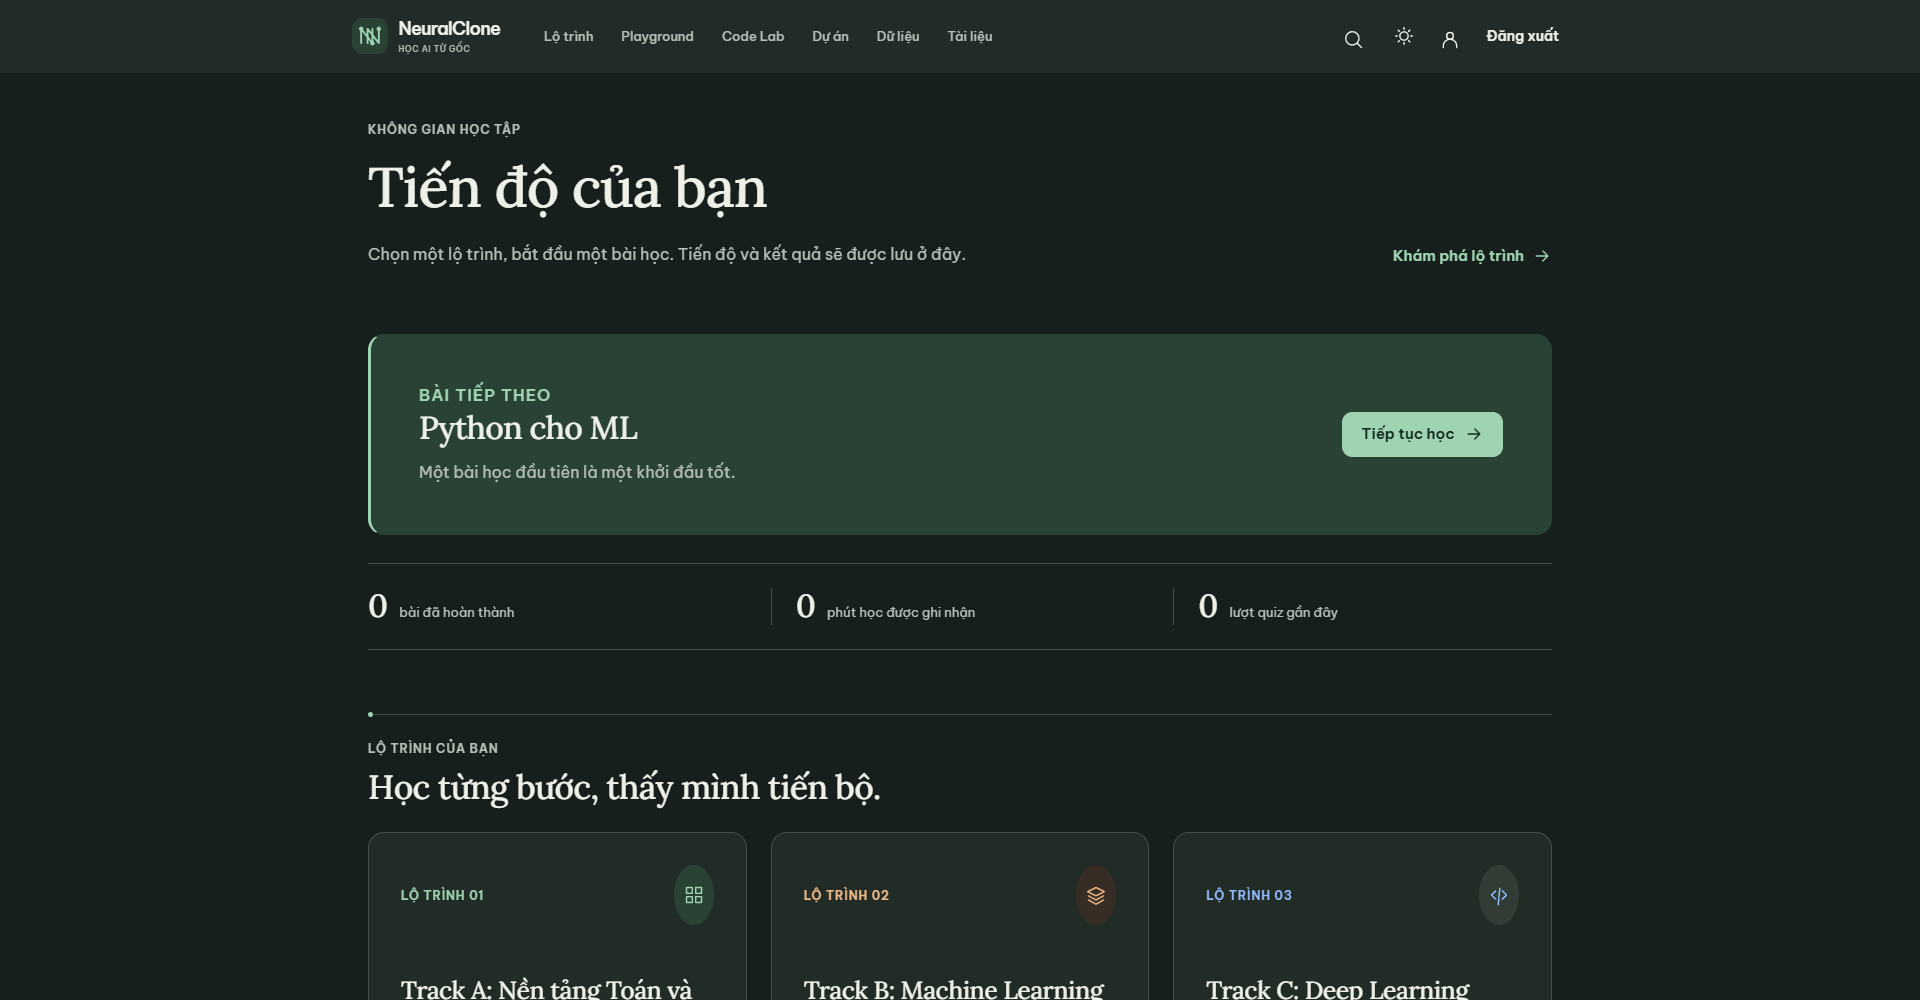 NeuralClone
HỌC AI TỪ GỐC
Lộ trình
Playground
Code Lab
Dự án
Dữ liệu
Tài liệu
Đăng xuất
KHÔNG GIAN HỌC TẬP
Tiến độ của bạn
Chọn một lộ trình, bắt đầu một bài học. Tiến độ và kết quả sẽ được lưu ở đây.
Khám phá lộ trình
BÀI TIẾP THEO
Python cho ML
Một bài học đầu tiên là một khởi đầu tốt.
Tiếp tục học
0 bài đã hoàn thành
0 phút học được ghi nhận
0 lượt quiz gần đây
LỘ TRÌNH CỦA BẠN
Học từng bước, thấy mình tiến bộ.
LỘ TRÌNH 01
Track A: Nền tảng Toán và
LỘ TRÌNH 02
Track B: Machine Learning
LỘ TRÌNH 03
Track C: Deep Learning